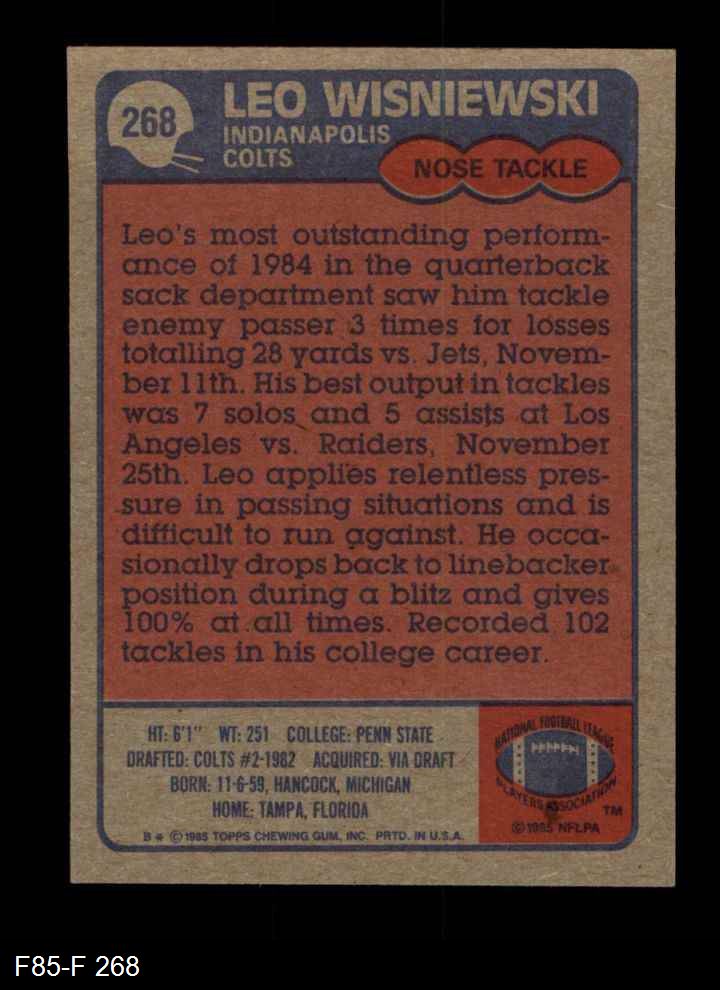 268
LEO WISNIEWSKI
INDIANAPOLIS
COLTS
NOSE TACKLE
Leo's most outstanding perform-
ance of 1984 in the quarterback
sack department saw him tackle
enemy passer 3 times for losses
totalling 28 yards vs. Jets, Novem-
ber 11th. His best output in tackles
was 7 solos and 5 assists at Los
Angeles vs. Raiders, November
25th. Leo applies relentless pres-
sure in passing situations and is
difficult to run against. He occa-
sionally drops back to linebacker
position during a blitz and gives
100% at all times. Recorded 102
tackles in his college career.
HT: 6'1" WT: 251 COLLEGE: PENN STATE
DRAFTED: COLTS #2-1982 ACQUIRED: VIA DRAFT
BORN: 11-6-59, HANCOCK, MICHIGAN
HOME: TAMPA, FLORIDA
B* © 1985 TOPPS CHEWING GUM, INC. PRTD. IN U.S.A.
NATIONAL FOOTBALL LEAGUE
PLAYERS ASSOCIATION
TM
© 1985 NFLPA
F85-F 268